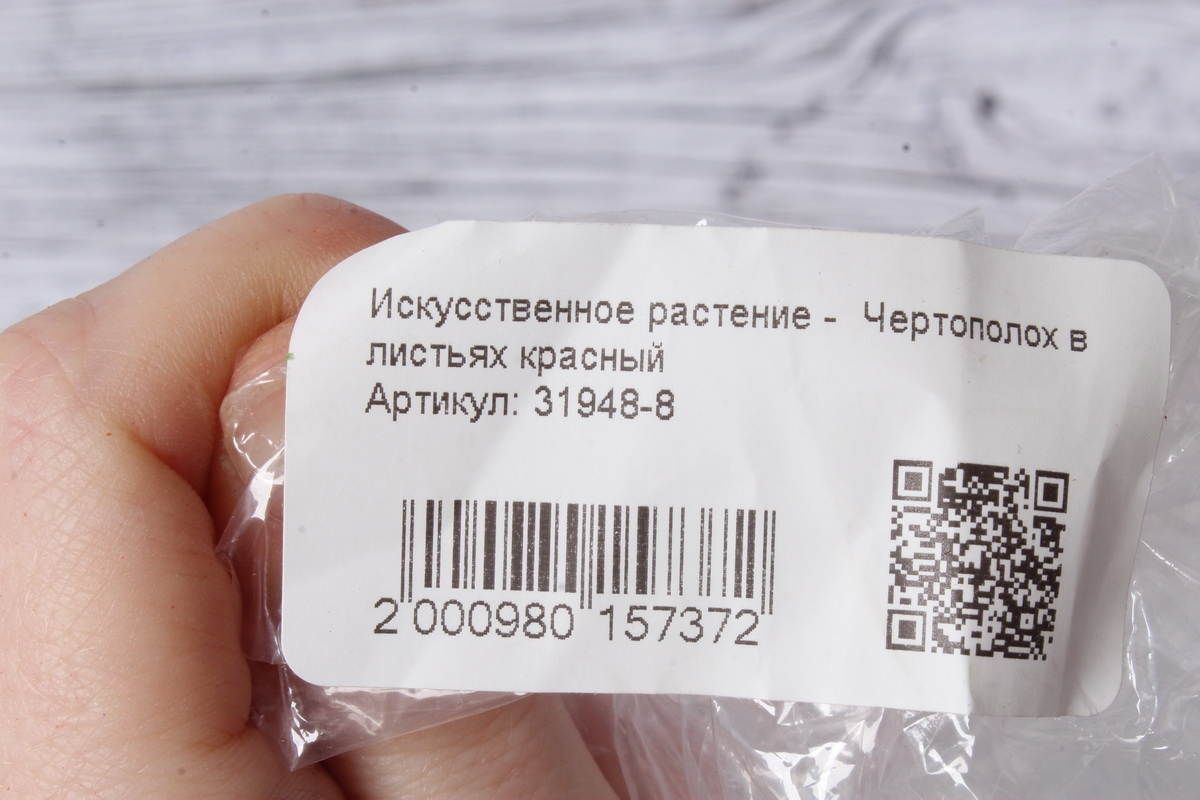 Искусственное растение - Чертополох в
листьях красный
Артикул: 31948-8
2 000980 157372